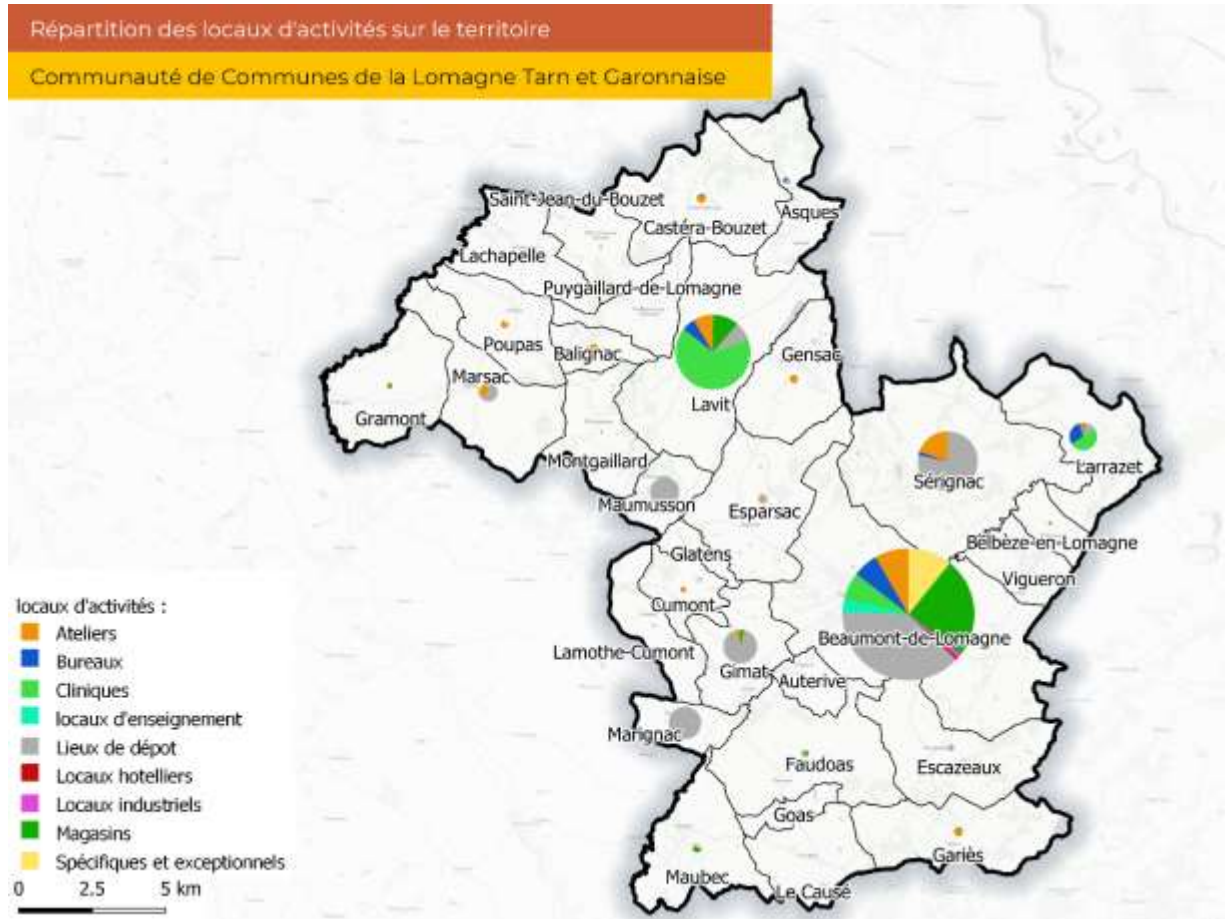 Répartition des locaux d'activités sur le territoire
Communauté de Communes de la Lomagne Tarn et Garonnaise
Saint-Jean-du-Bouzet
Asques
Castéra-Bouzet
Lachapelle
Puygaillard-de-Lomagne
Poupas
Balignac
Gensac
Marsac
Lavit
Gramont
Montgaillard
Larrazet
Sérignac
Maumusson
Esparsac
Belbèze-en-Lomagne
Glatens
Vigueron
Cumont
Beaumont-de-Lomagne
Lamothe-Cumont
Gimat
Auterive
Marignac
Faudoas
Escazeaux
Goas
Gariès
Maubec
Le Causé
locaux d'activités :
Ateliers
Bureaux
Cliniques
locaux d'enseignement
Lieux de dépot
Locaux hotelliers
Locaux industriels
Magasins
Spécifiques et exceptionnels
0 2.5 5 km